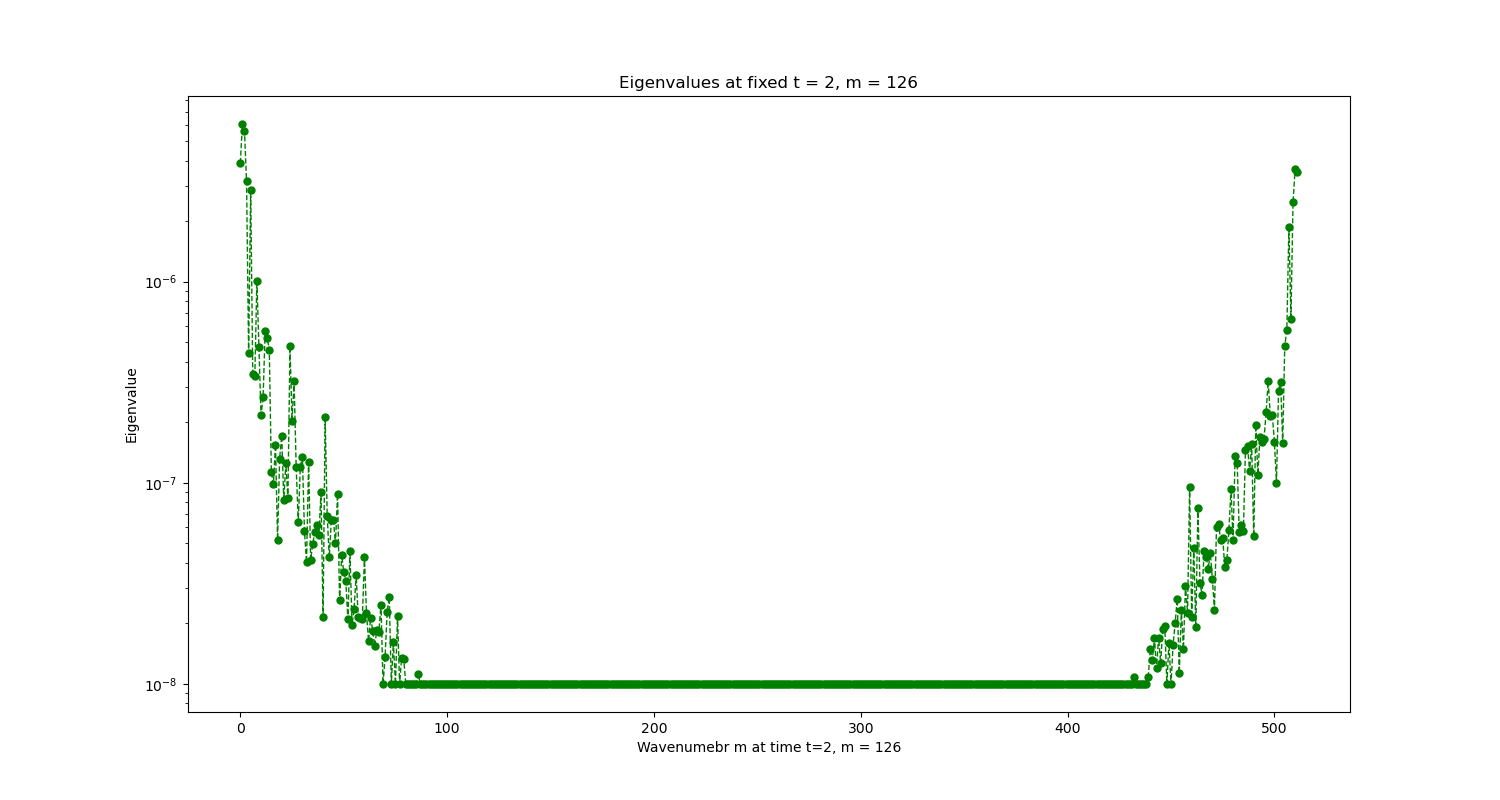 Eigenvalues at fixed t = 2, m = 126
Eigenvalue
10⁻⁶
10⁻⁷
10⁻⁸
0 100 200 300 400 500
Wavenumebr m at time t=2, m = 126